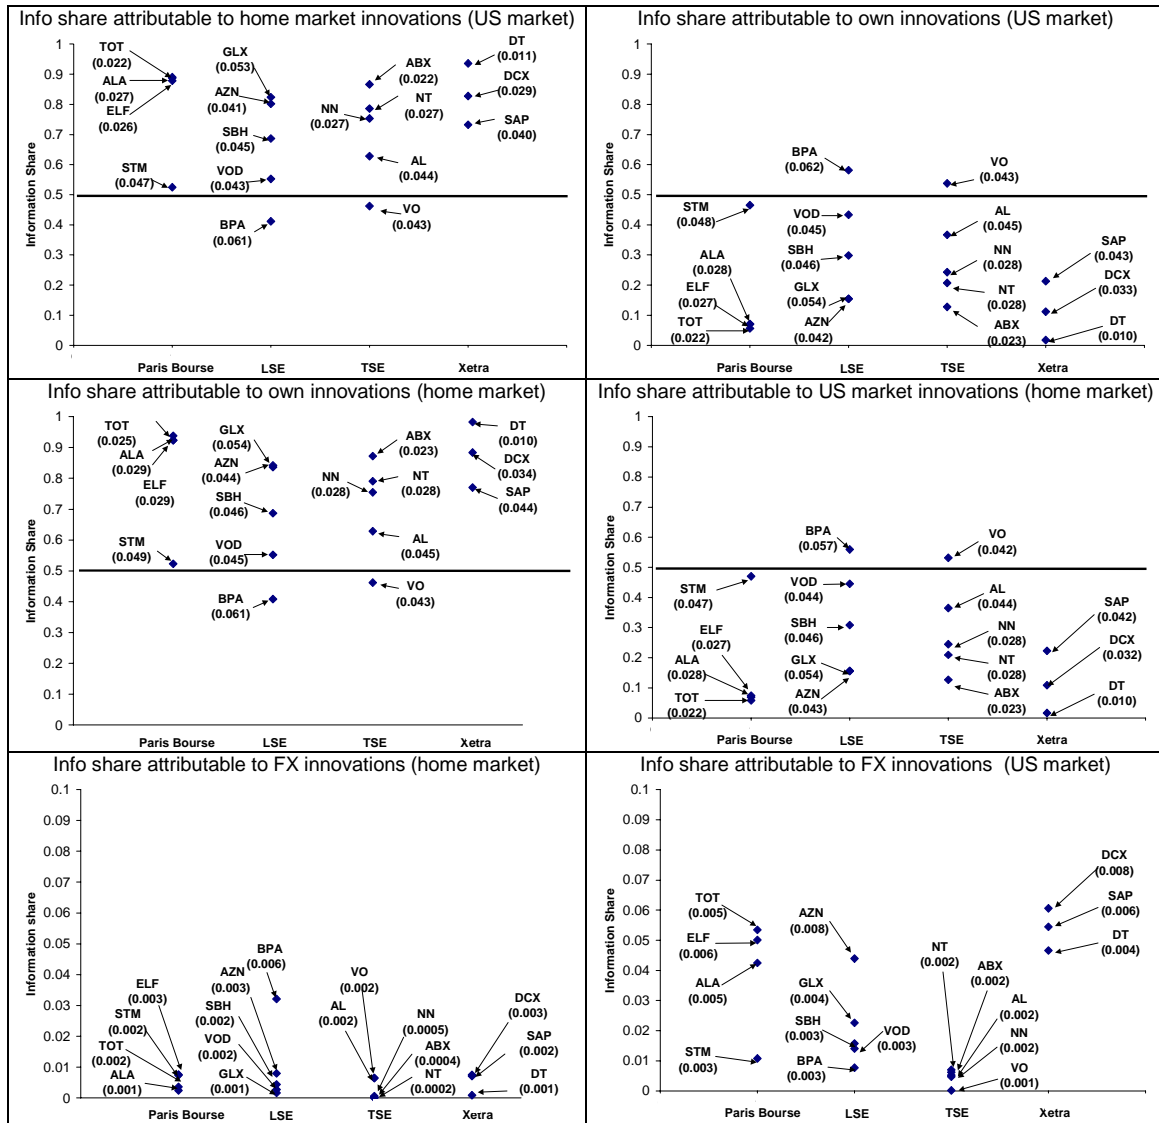 Info share attributable to home market innovations (US market)
Information Share
1
0.9
0.8
0.7
0.6
0.5
0.4
0.3
0.2
0.1
0
TOT
(0.022)
ALA
(0.027)
ELF
(0.026)
STM
(0.047)
GLX
(0.053)
AZN
(0.041)
SBH
(0.045)
VOD
(0.043)
BPA
(0.061)
ABX
(0.022)
NN
(0.027)
NT
(0.027)
AL
(0.044)
VO
(0.043)
DT
(0.011)
DCX
(0.029)
SAP
(0.040)
Paris Bourse LSE TSE Xetra
Info share attributable to own innovations (US market)
Information Share
1
0.9
0.8
0.7
0.6
0.5
0.4
0.3
0.2
0.1
0
STM
(0.048)
ALA
(0.028)
ELF
(0.027)
TOT
(0.022)
BPA
(0.062)
VOD
(0.045)
SBH
(0.046)
GLX
(0.054)
AZN
(0.042)
VO
(0.043)
AL
(0.045)
NN
(0.028)
NT
(0.028)
ABX
(0.023)
SAP
(0.043)
DCX
(0.033)
DT
(0.010)
Paris Bourse LSE TSE Xetra
Info share attributable to own innovations (home market)
Information Share
1
0.9
0.8
0.7
0.6
0.5
0.4
0.3
0.2
0.1
0
TOT
(0.025)
ALA
(0.029)
ELF
(0.029)
STM
(0.049)
GLX
(0.054)
AZN
(0.044)
SBH
(0.046)
VOD
(0.045)
BPA
(0.061)
ABX
(0.023)
NN
(0.028)
NT
(0.028)
AL
(0.045)
VO
(0.043)
DT
(0.010)
DCX
(0.034)
SAP
(0.044)
Paris Bourse LSE TSE Xetra
Info share attributable to US market innovations (home market)
Information Share
1
0.9
0.8
0.7
0.6
0.5
0.4
0.3
0.2
0.1
0
STM
(0.047)
ELF
(0.027)
ALA
(0.028)
TOT
(0.022)
BPA
(0.057)
VOD
(0.044)
SBH
(0.046)
GLX
(0.054)
AZN
(0.043)
VO
(0.042)
AL
(0.044)
NN
(0.028)
NT
(0.028)
ABX
(0.023)
SAP
(0.042)
DCX
(0.032)
DT
(0.010)
Paris Bourse LSE TSE Xetra
Info share attributable to FX innovations (home market)
Information share
0.1
0.09
0.08
0.07
0.06
0.05
0.04
0.03
0.02
0.01
0
ELF
(0.003)
STM
(0.002)
TOT
(0.002)
ALA
(0.001)
BPA
(0.006)
AZN
(0.003)
SBH
(0.002)
VOD
(0.002)
GLX
(0.001)
VO
(0.002)
AL
(0.002)
NN
(0.0005)
ABX
(0.0004)
NT
(0.0002)
DCX
(0.003)
SAP
(0.002)
DT
(0.001)
Paris Bourse LSE TSE Xetra
Info share attributable to FX innovations (US market)
Information share
0.1
0.09
0.08
0.07
0.06
0.05
0.04
0.03
0.02
0.01
0
TOT
(0.005)
ELF
(0.006)
ALA
(0.005)
STM
(0.003)
AZN
(0.008)
GLX
(0.004)
SBH
(0.003)
VOD
(0.003)
BPA
(0.003)
NT
(0.002)
ABX
(0.002)
AL
(0.002)
NN
(0.002)
VO
(0.001)
DCX
(0.008)
SAP
(0.006)
DT
(0.004)
Paris Bourse LSE TSE Xetra